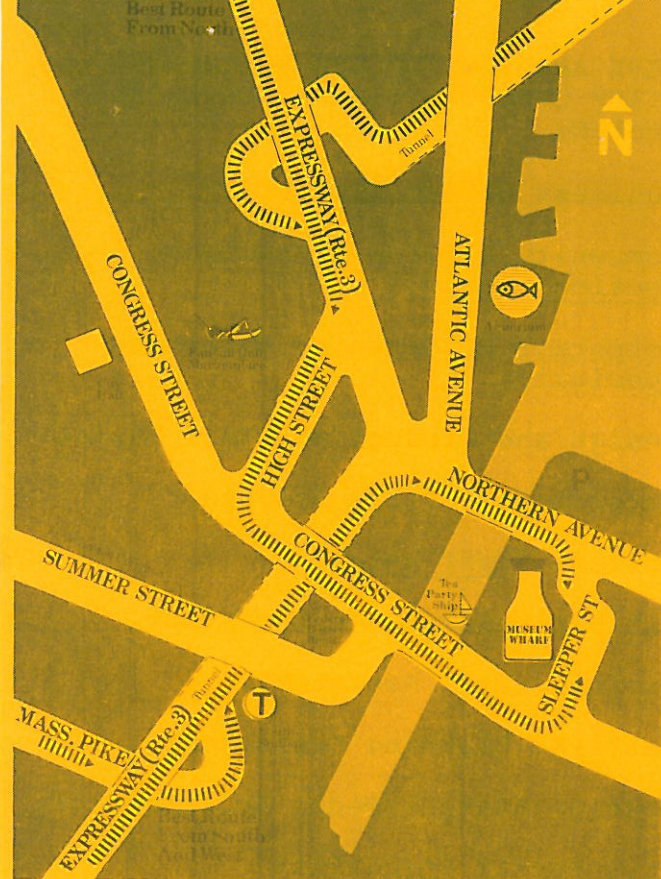 Best Route
From North
N
EXPRESSWAY (Rte.3)
Tunnel
ATLANTIC AVENUE
CONGRESS STREET
Aquarium
Marketplace
HIGH STREET
P
NORTHERN AVENUE
CONGRESS STREET
SUMMER STREET
Tea
Party
Ship
MUSEUM
WHARF
SLEEPER ST
Tunnel
T
MASS. PIKE
EXPRESSWAY (Rte.3)
Best Route
From South
And West